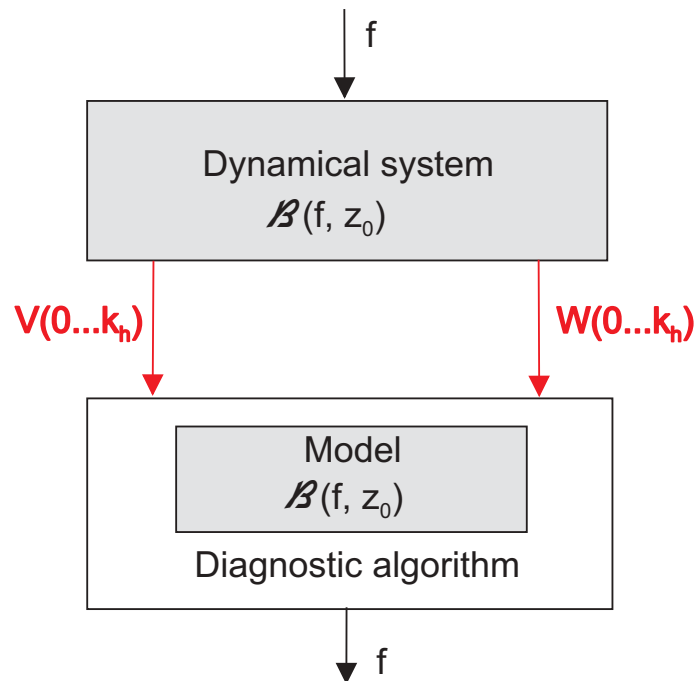 f
Dynamical system
ℬ(f, z₀)
V(0...kₕ) W(0...kₕ)
Model
ℬ(f, z₀)
Diagnostic algorithm
f